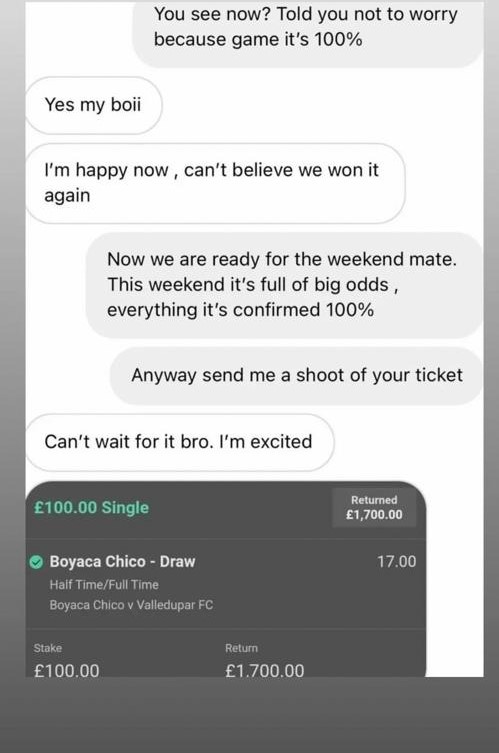 You see now? Told you not to worry
because game it's 100%
Yes my boii
I'm happy now , can't believe we won it
again
Now we are ready for the weekend mate.
This weekend it's full of big odds ,
everything it's confirmed 100%
Anyway send me a shoot of your ticket
Can't wait for it bro. I'm excited
£100.00 Single
Returned
£1,700.00
Boyaca Chico - Draw 17.00
Half Time/Full Time
Boyaca Chico v Valledupar FC
Stake Return
£100.00 £1,700.00